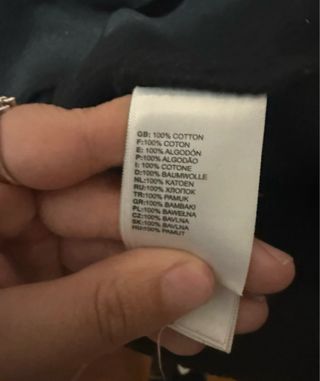 GB: 100% COTTON
F: 100% COTON
E: 100% ALGODÓN
P: 100% ALGODÃO
I: 100% COTONE
D: 100% BAUMWOLLE
NL: 100% KATOEN
RU: 100% ХЛОПОК
TR: 100% PAMUK
GR: 100% BAMBAKI
PL: 100% BAWEŁNA
CZ: 100% BAVLNA
SK: 100% BAVLNA
HU: 100% PAMUT